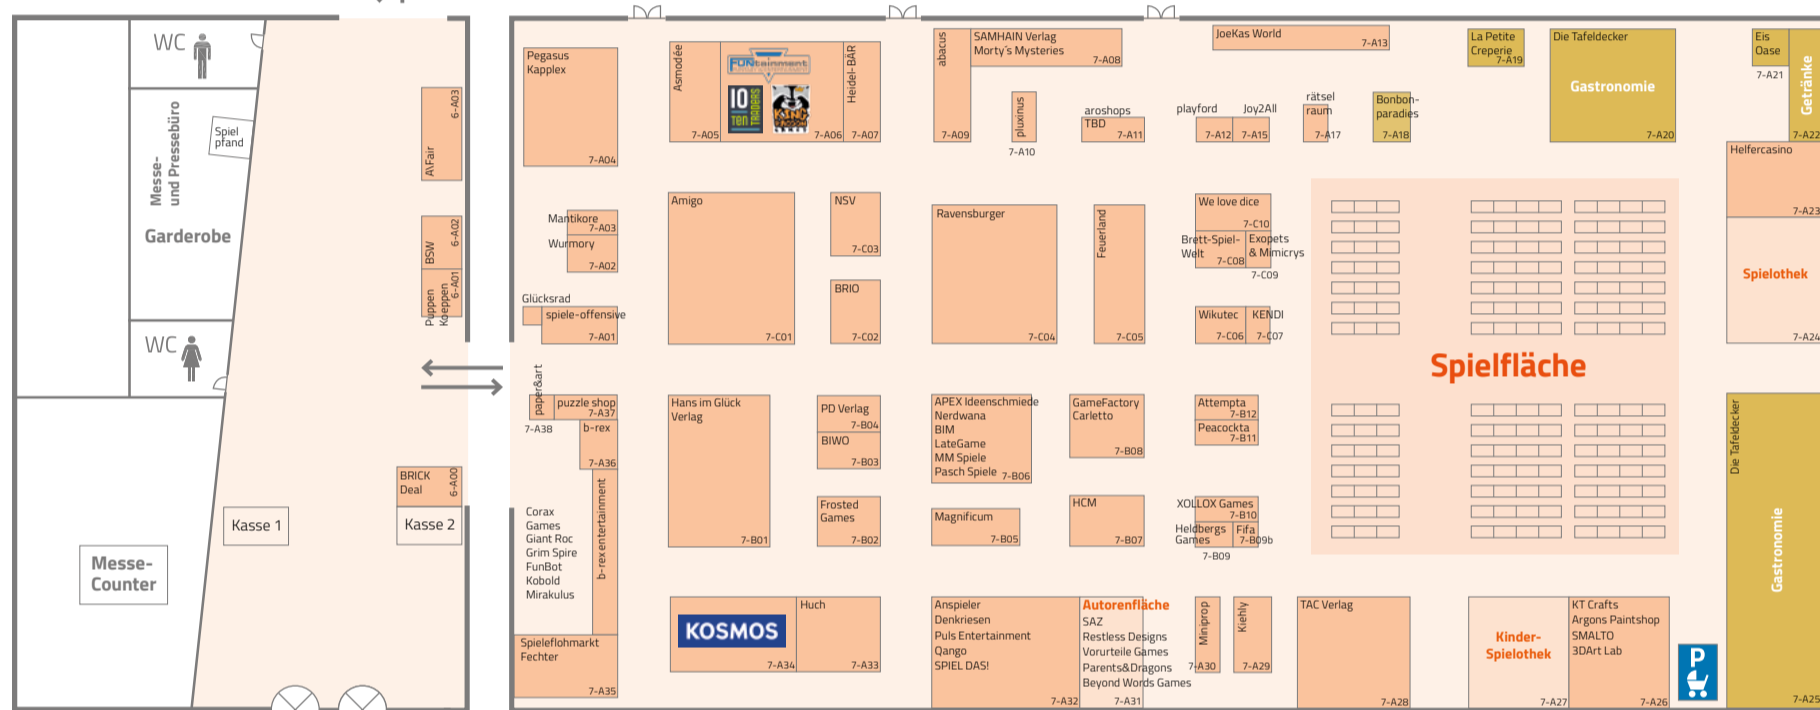 WC
Messe-
und Pressebüro
Spiel
pfand
Garderobe
WC
Messe-
Counter
Kasse 1
Kasse 2
A\Fair
6-A03
BSW
6-A02
Puppen
Koeppen
6-A01
BRICK
Deal
6-A00
Pegasus
Kapplex
7-A04
Mantikore
7-A03
Wurmory
7-A02
Glücksrad
spiele-offensive
7-A01
paper&art
7-A38
puzzle shop
7-A37
b-rex
7-A36
b-rex entertainment
Corax
Games
Giant Roc
Grim Spire
FunBot
Kobold
Mirakulus
Spieleflohmarkt
Fechter
7-A35
Asmodée
7-A05
FUNtainment
10
TEN
TRADERS
KING
RACCOON
GAMES
7-A06
Heidel-BÄR
7-A07
Amigo
7-C01
NSV
7-C03
BRIO
7-C02
Hans im Glück
Verlag
7-B01
PD Verlag
7-B04
BIWO
7-B03
Frosted
Games
7-B02
KOSMOS
7-A34
Huch
7-A33
abacus
7-A09
SAMHAIN Verlag
Morty´s Mysteries
7-A08
pluxinus
7-A10
aroshops
TBD
7-A11
playford
7-A12
Joy2All
7-A15
JoeKas World
7-A13
rätsel
raum
7-A17
Bonbon-
paradies
7-A18
La Petite
Creperie
7-A19
Die Tafeldecker
Gastronomie
7-A20
Eis
Oase
7-A21
Getränke
7-A22
Helfercasino
7-A23
Spielothek
7-A24
Ravensburger
7-C04
Feuerland
7-C05
We love dice
7-C10
Brett-Spiel-
Welt
7-C08
Exopets
& Mimicrys
7-C09
Wikutec
7-C06
KENDI
7-C07
Spielfläche
APEX Ideenschmiede
Nerdwana
BIM
LateGame
MM Spiele
Pasch Spiele
7-B06
GameFactory
Carletto
7-B08
Attempta
7-B12
Peacockta
7-B11
Magnificum
7-B05
HCM
7-B07
XOLLOX Games
7-B10
Heldbergs
Games
7-B09
Fifa
7-B09b
Anspieler
Denkriesen
Puls Entertainment
Qango
SPIEL DAS!
7-A32
Autorenfläche
SAZ
Restless Designs
Vorurteile Games
Parents&Dragons
Beyond Words Games
7-A31
Miniprop
7-A30
Kiehly
7-A29
TAC Verlag
7-A28
Kinder-
Spielothek
7-A27
KT Crafts
Argons Paintshop
SMALTO
3DArt Lab
7-A26
P
Die Tafeldecker
Gastronomie
7-A25